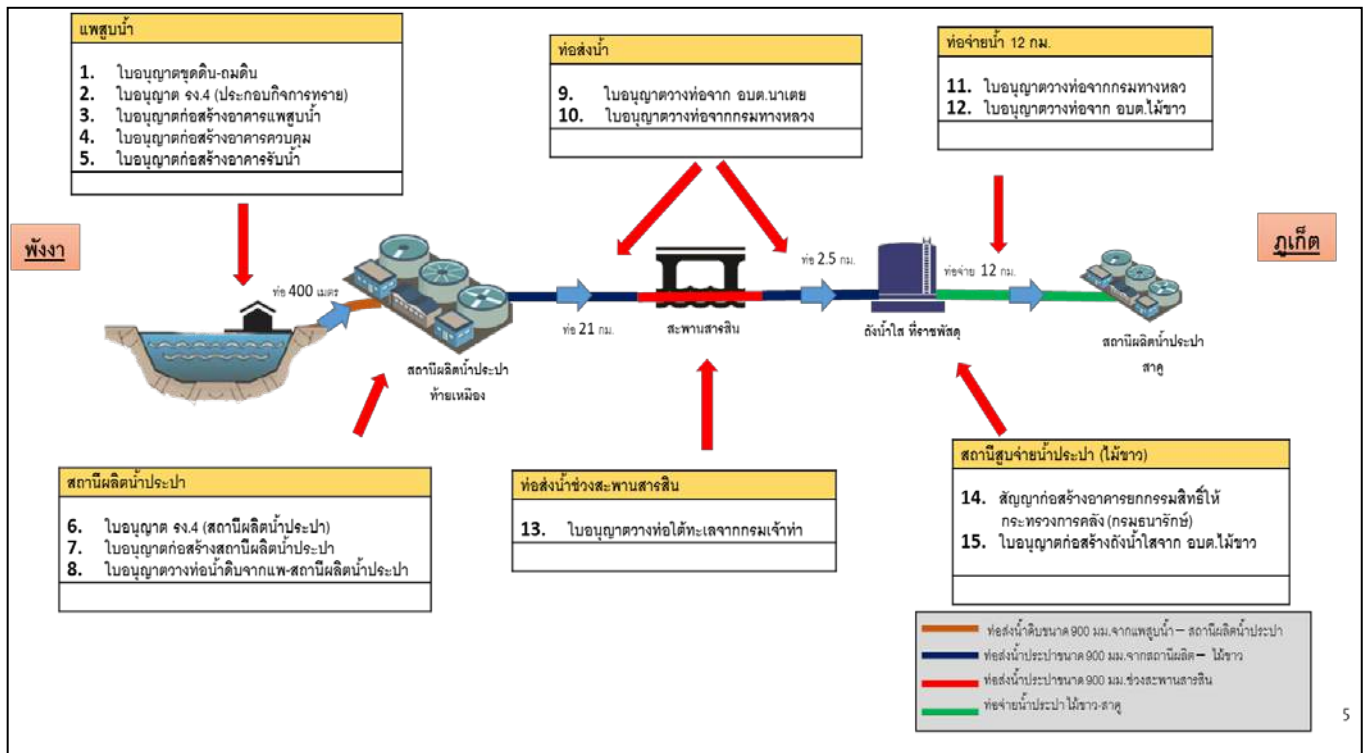 แพสูบน้ำ
1. ใบอนุญาตขุดดิน-ถมดิน
2. ใบอนุญาต รง.4 (ประกอบกิจการทราย)
3. ใบอนุญาตก่อสร้างอาคารแพสูบน้ำ
4. ใบอนุญาตก่อสร้างอาคารควบคุม
5. ใบอนุญาตก่อสร้างอาคารรับน้ำ
ท่อส่งน้ำ
9. ใบอนุญาตวางท่อจาก อบต.นาเตย
10. ใบอนุญาตวางท่อจากกรมทางหลวง
ท่อจ่ายน้ำ 12 กม.
11. ใบอนุญาตวางท่อจากกรมทางหลว
12. ใบอนุญาตวางท่อจาก อบต.ไม้ขาว
พังงา
ภูเก็ต
ท่อ 400 เมตร
ท่อ 21 กม.
สะพานสารสิน
ท่อ 2.5 กม.
ท่อจ่าย 12 กม.
ถังน้ำใส ที่ราชพัสดุ
สถานีผลิตน้ำประปา
ท้ายเหมือง
สถานีผลิตน้ำประปา
สาคู
สถานีผลิตน้ำประปา
6. ใบอนุญาต รง.4 (สถานีผลิตน้ำประปา)
7. ใบอนุญาตก่อสร้างสถานีผลิตน้ำประปา
8. ใบอนุญาตวางท่อน้ำดิบจากแพ-สถานีผลิตน้ำประปา
ท่อส่งน้ำช่วงสะพานสารสิน
13. ใบอนุญาตวางท่อใต้ทะเลจากกรมเจ้าท่า
สถานีสูบจ่ายน้ำประปา (ไม้ขาว)
14. สัญญาก่อสร้างอาคารยกกรรมสิทธิ์ให้
กระทรวงการคลัง (กรมธนารักษ์)
15. ใบอนุญาตก่อสร้างถังน้ำใสจาก อบต.ไม้ขาว
ท่อส่งน้ำดิบขนาด 900 มม.จากแพสูบน้ำ – สถานีผลิตน้ำประปา
ท่อส่งน้ำประปาขนาด 900 มม.จากสถานีผลิต – ไม้ขาว
ท่อส่งน้ำประปาขนาด 900 มม.ช่วงสะพานสารสิน
ท่อจ่ายน้ำประปา ไม้ขาว-สาคู
5